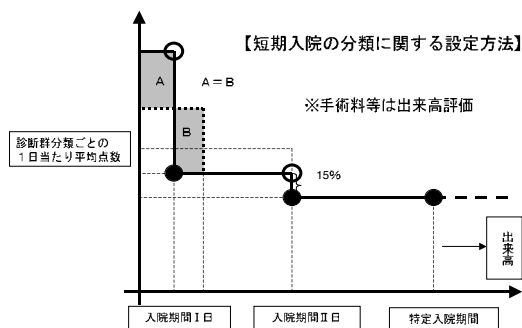 【短期入院の分類に関する設定方法】
A
A＝B
※手術料等は出来高評価
B
診断群分類ごとの
１日当たり平均点数
15%
出来高
入院期間Ⅰ日
入院期間Ⅱ日
特定入院期間